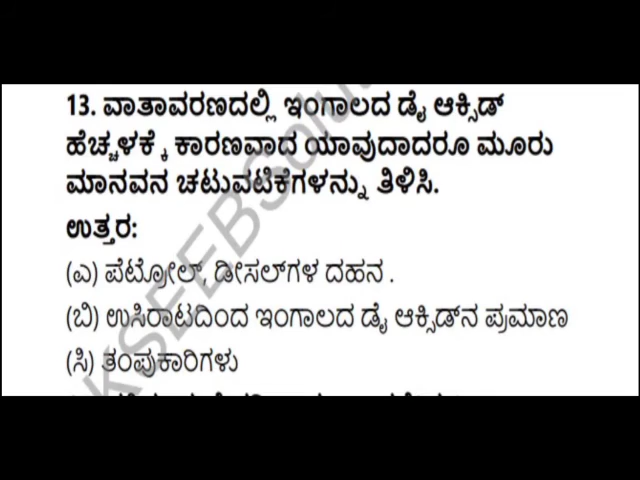 13. ವಾತಾವರಣದಲ್ಲಿ ಇಂಗಾಲದ ಡೈ ಆಕ್ಸಿಡ್
ಹೆಚ್ಚಳಕ್ಕೆ ಕಾರಣವಾದ ಯಾವುದಾದರೂ ಮೂರು
ಮಾನವನ ಚಟುವಟಿಕೆಗಳನ್ನು ತಿಳಿಸಿ.
ಉತ್ತರ:
(ಎ) ಪೆಟ್ರೋಲ್, ಡೀಸಲ್‌ಗಳ ದಹನ .
(ಬಿ) ಉಸಿರಾಟದಿಂದ ಇಂಗಾಲದ ಡೈ ಆಕ್ಸಿಡ್‌ನ ಪ್ರಮಾಣ
(ಸಿ) ತಂಪುಕಾರಿಗಳು